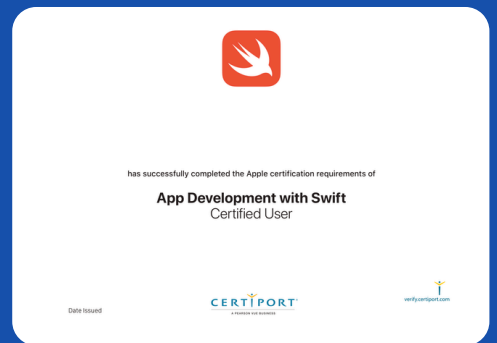 has successfully completed the Apple certification requirements of
App Development with Swift
Certified User
CERTIPORT
A PEARSON VUE BUSINESS
verify.certiport.com
Date Issued